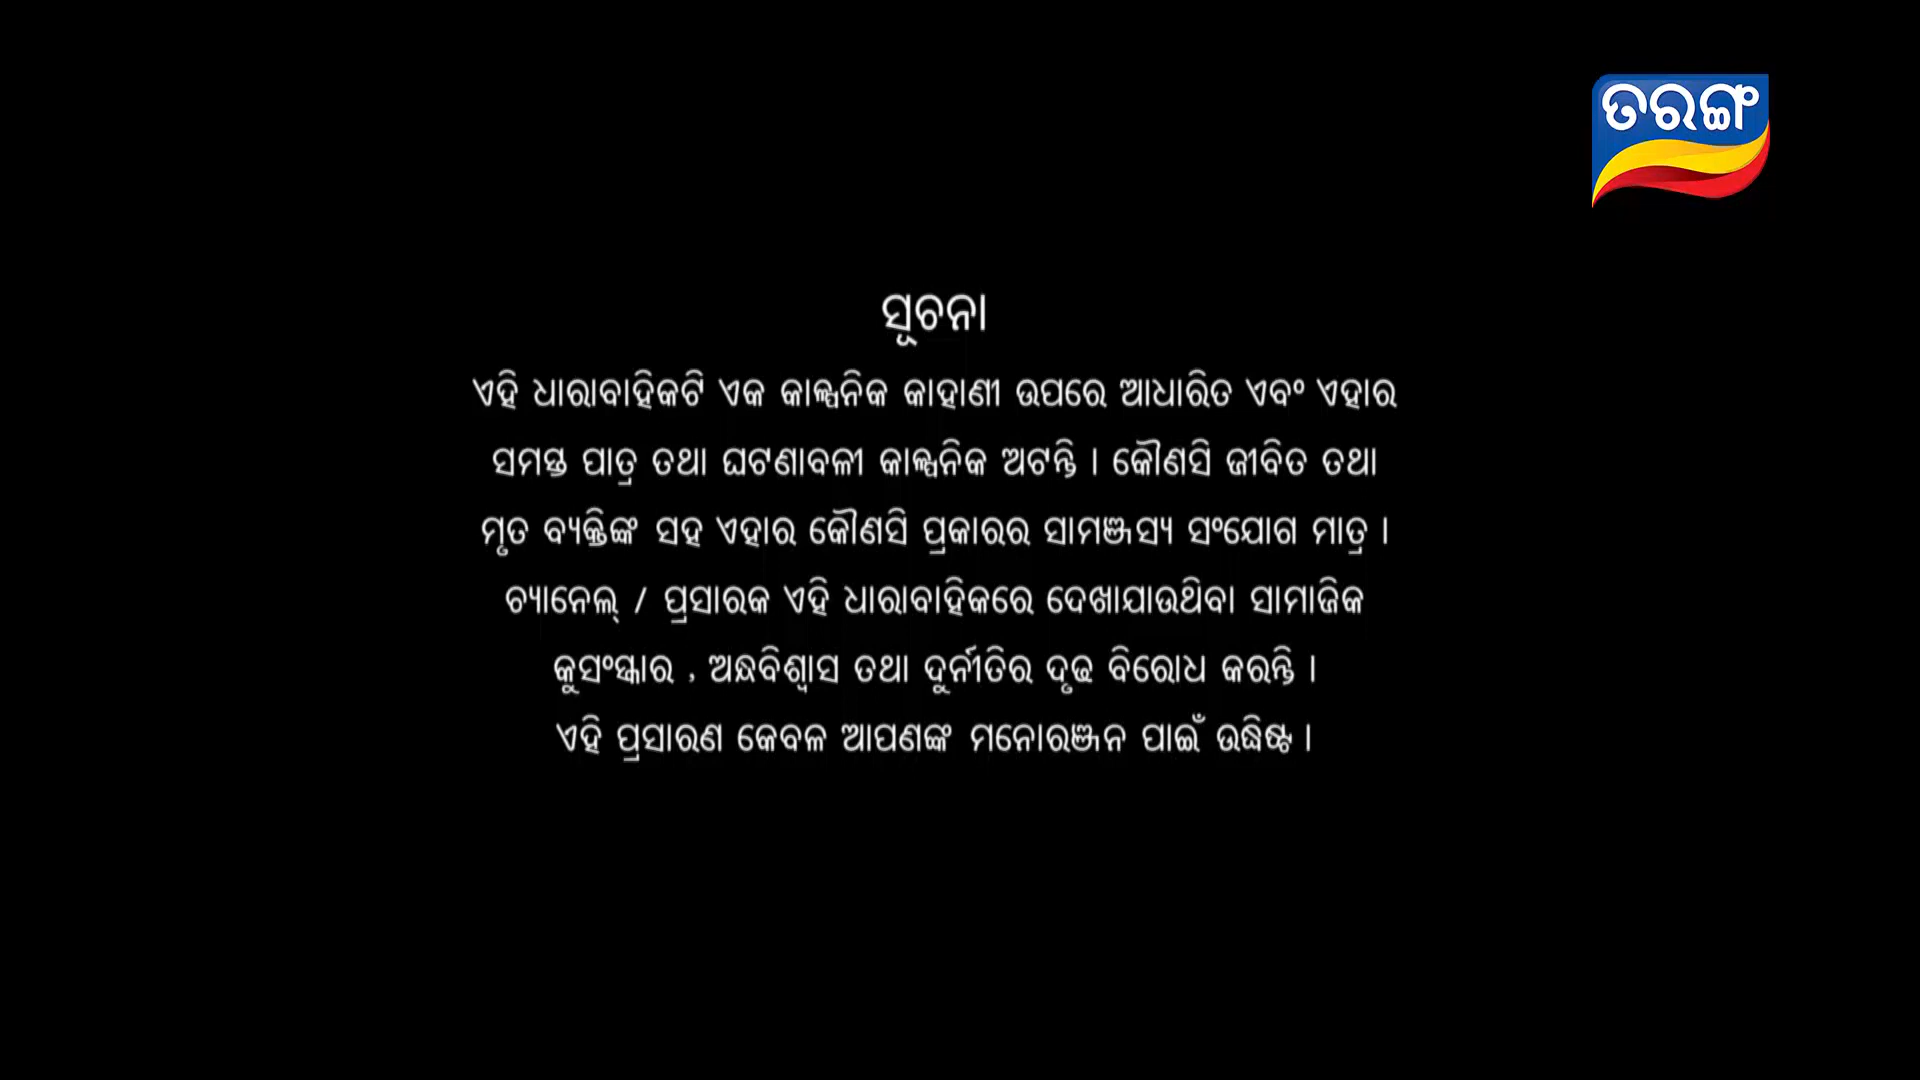 ତରଙ୍ଗ
ସୂଚନା
ଏହି ଧାରାବାହିକଟି ଏକ କାଳ୍ପନିକ କାହାଣୀ ଉପରେ ଆଧାରିତ ଏବଂ ଏହାର
ସମସ୍ତ ପାତ୍ର ତଥା ଘଟଣାବଳୀ କାଳ୍ପନିକ ଅଟନ୍ତି । କୌଣସି ଜୀବିତ ତଥା
ମୃତ ବ୍ୟକ୍ତିଙ୍କ ସହ ଏହାର କୌଣସି ପ୍ରକାରର ସାମଞ୍ଜସ୍ୟ ସଂଯୋଗ ମାତ୍ର ।
ଚ୍ୟାନେଲ୍ / ପ୍ରସାରକ ଏହି ଧାରାବାହିକରେ ଦେଖାଯାଉଥିବା ସାମାଜିକ
କୁସଂସ୍କାର , ଅନ୍ଧବିଶ୍ୱାସ ତଥା ଦୁର୍ନୀତିର ଦୃଢ ବିରୋଧ କରନ୍ତି ।
ଏହି ପ୍ରସାରଣ କେବଳ ଆପଣଙ୍କ ମନୋରଞ୍ଜନ ପାଇଁ ଉଦ୍ଧିଷ୍ଟ ।